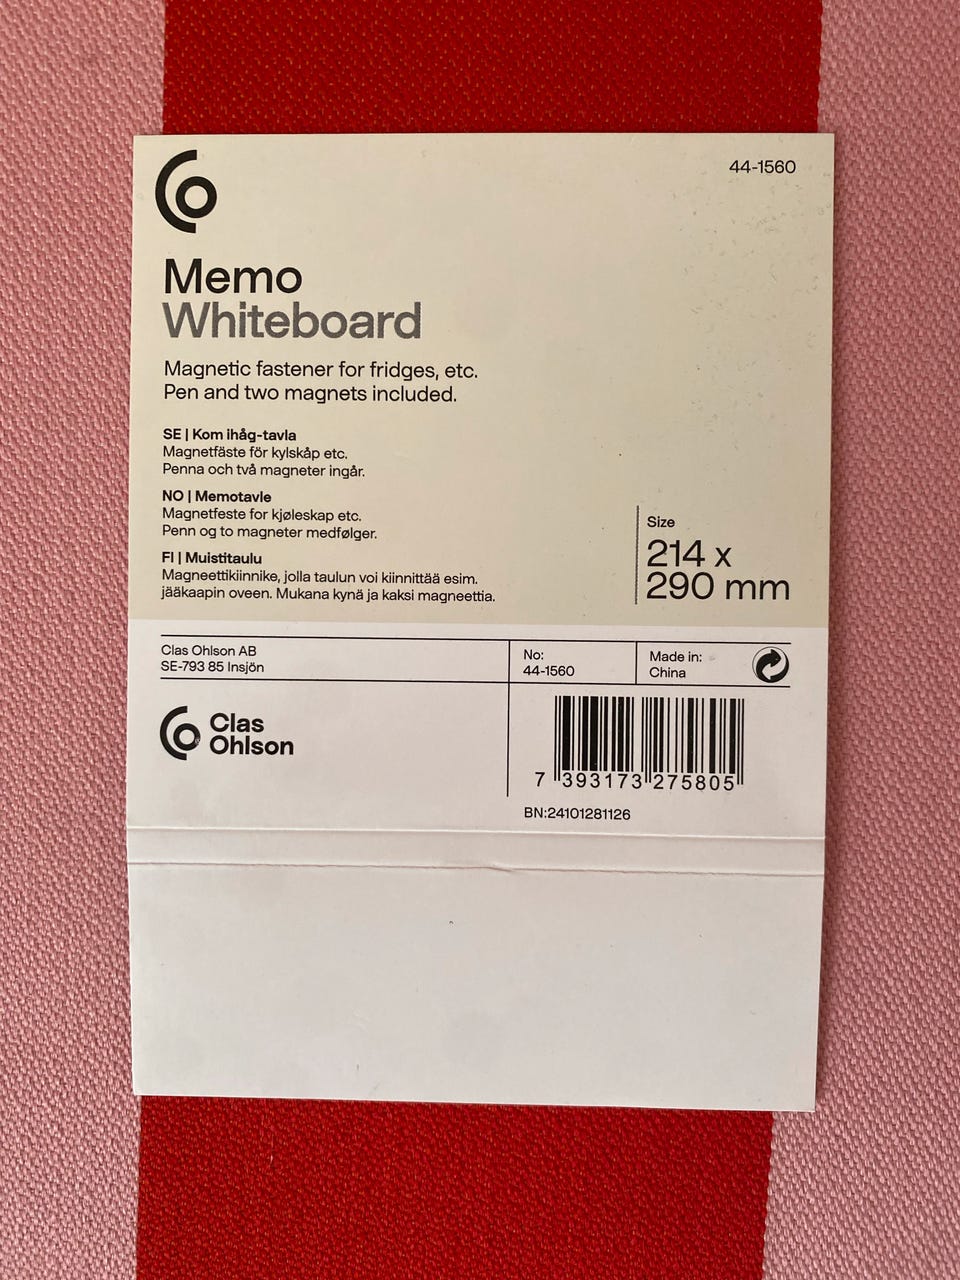 44-1560
Memo
Whiteboard
Magnetic fastener for fridges, etc.
Pen and two magnets included.
SE | Kom ihåg-tavla
Magnetfäste för kylskåp etc.
Penna och två magneter ingår.
NO | Memotavle
Magnetfeste for kjøleskap etc.
Penn og to magneter medfølger.
FI | Muistitaulu
Magneettikiinnike, jolla taulun voi kiinnittää esim.
jääkaapin oveen. Mukana kynä ja kaksi magneettia.
Size
214 x
290 mm
Clas Ohlson AB
SE-793 85 Insjön
No:
44-1560
Made in:
China
Clas
Ohlson
7 393173 275805
BN:24101281126